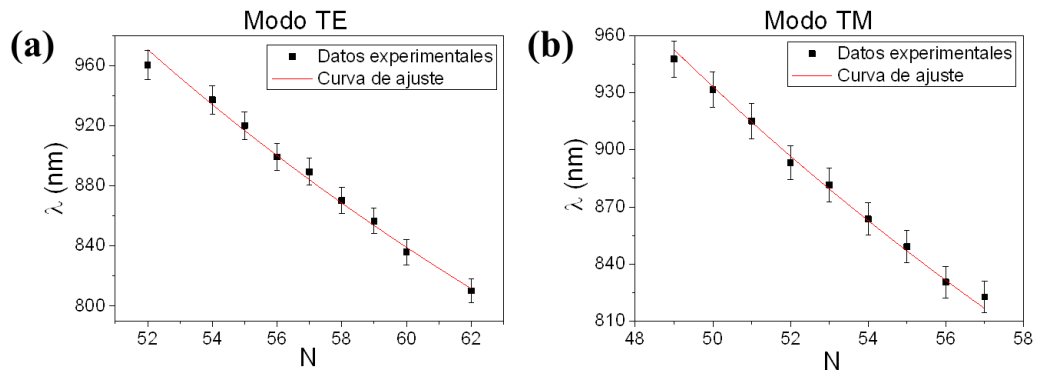 (a)
Modo TE
Datos experimentales
Curva de ajuste
λ (nm)
960
920
880
840
800
52 54 56 58 60 62
N
(b)
Modo TM
Datos experimentales
Curva de ajuste
λ (nm)
960
930
900
870
840
810
48 50 52 54 56 58
N